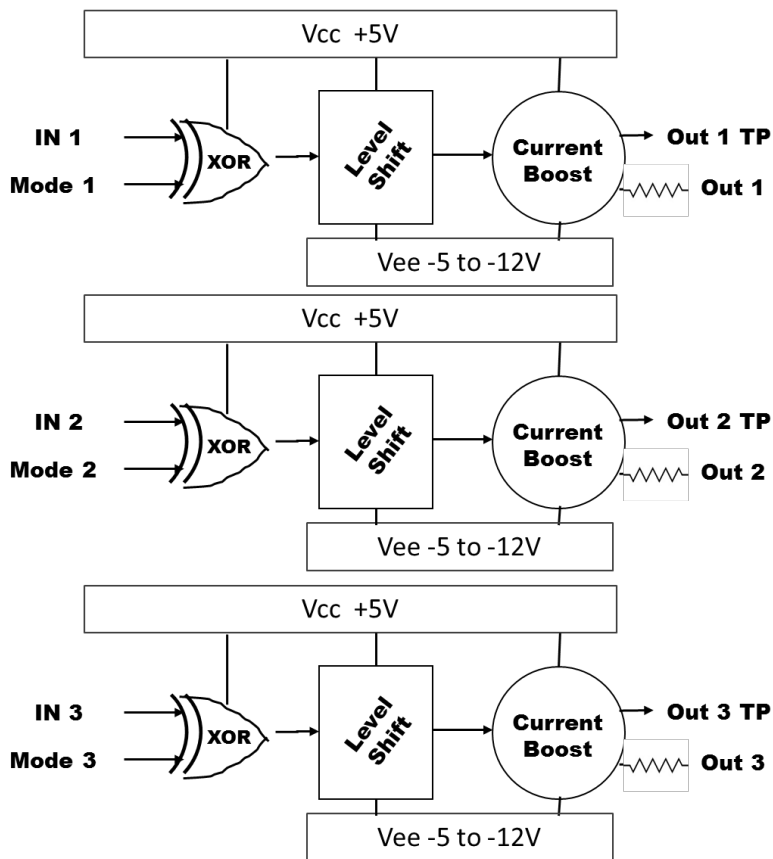 Vcc +5V
IN 1
Mode 1
XOR
Level
Shift
Current
Boost
Out 1 TP
Out 1
Vee -5 to -12V
Vcc +5V
IN 2
Mode 2
XOR
Level
Shift
Current
Boost
Out 2 TP
Out 2
Vee -5 to -12V
Vcc +5V
IN 3
Mode 3
XOR
Level
Shift
Current
Boost
Out 3 TP
Out 3
Vee -5 to -12V